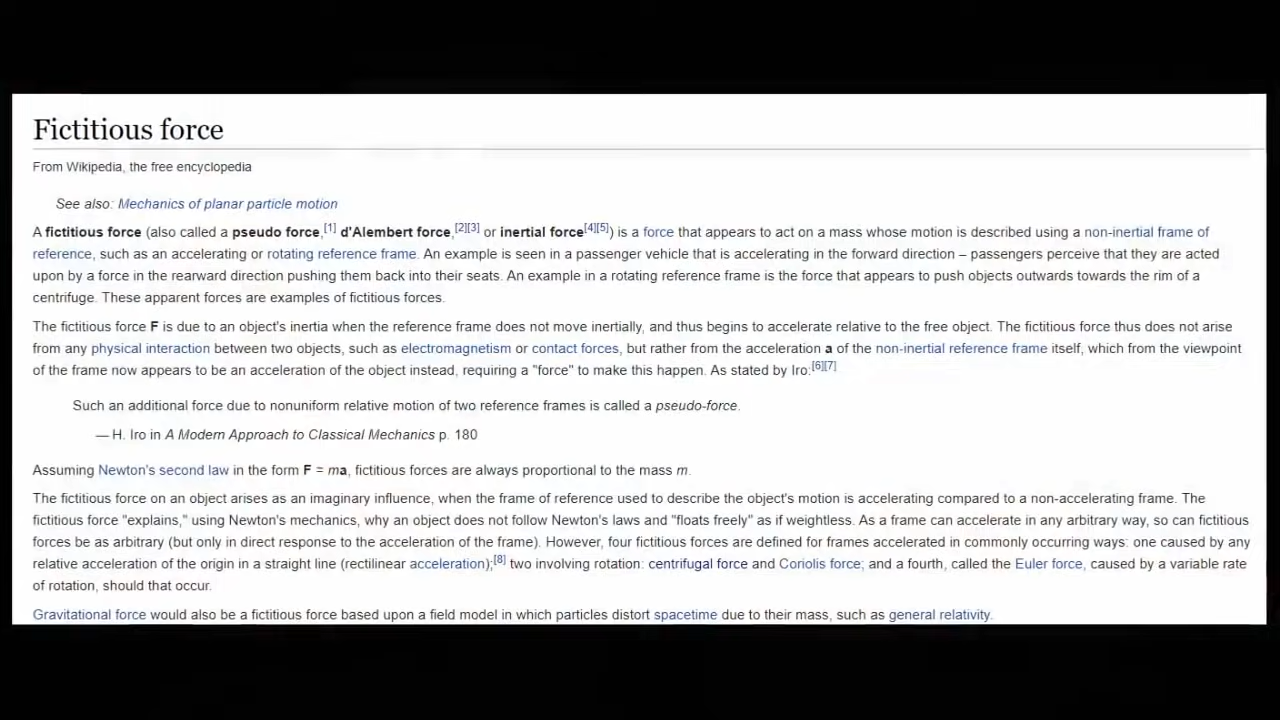 Fictitious force
From Wikipedia, the free encyclopedia
See also: Mechanics of planar particle motion
A fictitious force (also called a pseudo force,[1] d'Alembert force,[2][3] or inertial force[4][5]) is a force that appears to act on a mass whose motion is described using a non-inertial frame of
reference, such as an accelerating or rotating reference frame. An example is seen in a passenger vehicle that is accelerating in the forward direction – passengers perceive that they are acted
upon by a force in the rearward direction pushing them back into their seats. An example in a rotating reference frame is the force that appears to push objects outwards towards the rim of a
centrifuge. These apparent forces are examples of fictitious forces.
The fictitious force F is due to an object's inertia when the reference frame does not move inertially, and thus begins to accelerate relative to the free object. The fictitious force thus does not arise
from any physical interaction between two objects, such as electromagnetism or contact forces, but rather from the acceleration a of the non-inertial reference frame itself, which from the viewpoint
of the frame now appears to be an acceleration of the object instead, requiring a "force" to make this happen. As stated by Iro:[6][7]
Such an additional force due to nonuniform relative motion of two reference frames is called a pseudo-force.
— H. Iro in A Modern Approach to Classical Mechanics p. 180
Assuming Newton's second law in the form F = ma, fictitious forces are always proportional to the mass m.
The fictitious force on an object arises as an imaginary influence, when the frame of reference used to describe the object's motion is accelerating compared to a non-accelerating frame. The
fictitious force "explains," using Newton's mechanics, why an object does not follow Newton's laws and "floats freely" as if weightless. As a frame can accelerate in any arbitrary way, so can fictitious
forces be as arbitrary (but only in direct response to the acceleration of the frame). However, four fictitious forces are defined for frames accelerated in commonly occurring ways: one caused by any
relative acceleration of the origin in a straight line (rectilinear acceleration);[8] two involving rotation: centrifugal force and Coriolis force; and a fourth, called the Euler force, caused by a variable rate
of rotation, should that occur.
Gravitational force would also be a fictitious force based upon a field model in which particles distort spacetime due to their mass, such as general relativity.